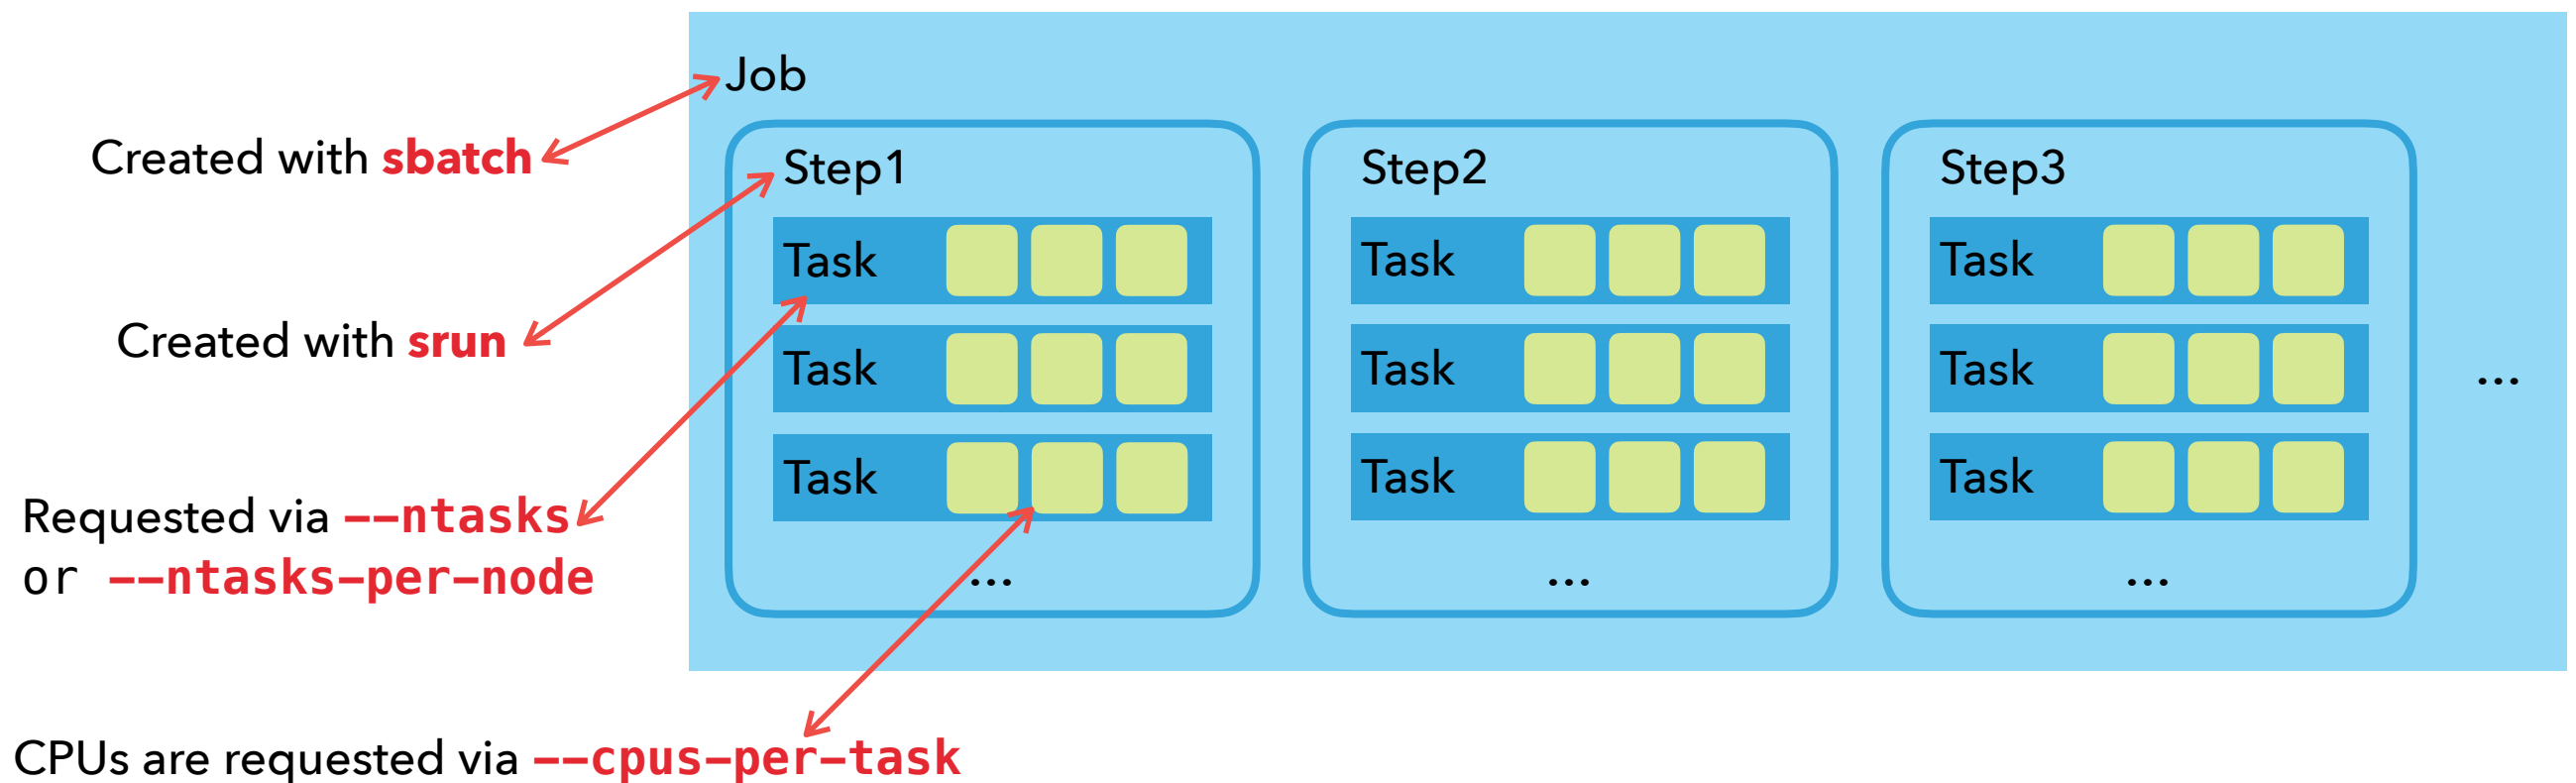 Job
Created with sbatch
Step1
Step2
Step3
Task
Task
Task
Created with srun
Task
Task
Task
...
Requested via --ntasks
Task
Task
Task
or --ntasks-per-node
...
...
...
CPUs are requested via --cpus-per-task